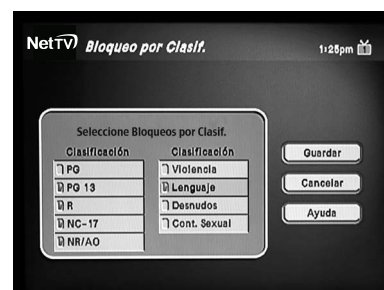 NetTV Bloqueo por Clasif. 1:25pm
Seleccione Bloqueos por Clasif.
Clasificación Clasificación
PG Violencia
PG 13 Lenguaje
R Desnudos
NC-17 Cont. Sexual
NR/AO
Guardar
Cancelar
Ayuda